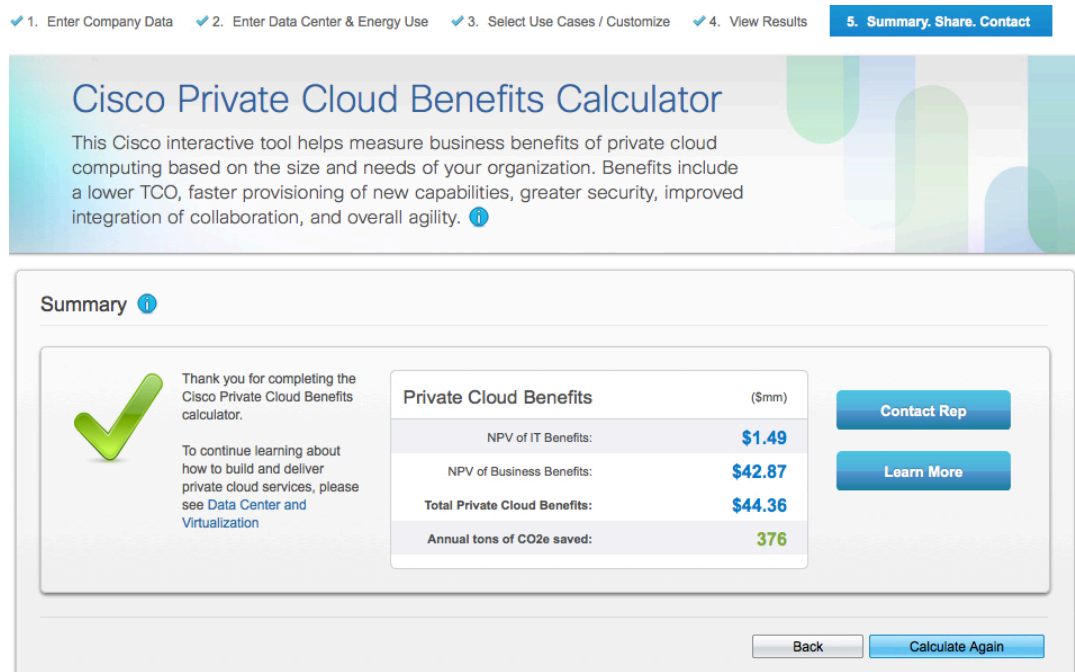 1. Enter Company Data 2. Enter Data Center & Energy Use 3. Select Use Cases / Customize 4. View Results 5. Summary. Share. Contact
Cisco Private Cloud Benefits Calculator
This Cisco interactive tool helps measure business benefits of private cloud
computing based on the size and needs of your organization. Benefits include
a lower TCO, faster provisioning of new capabilities, greater security, improved
integration of collaboration, and overall agility. i
Summary i
Thank you for completing the
Cisco Private Cloud Benefits
calculator.
To continue learning about
how to build and deliver
private cloud services, please
see Data Center and
Virtualization
Private Cloud Benefits ($mm)
NPV of IT Benefits: $1.49
NPV of Business Benefits: $42.87
Total Private Cloud Benefits: $44.36
Annual tons of CO2e saved: 376
Contact Rep
Learn More
Back Calculate Again